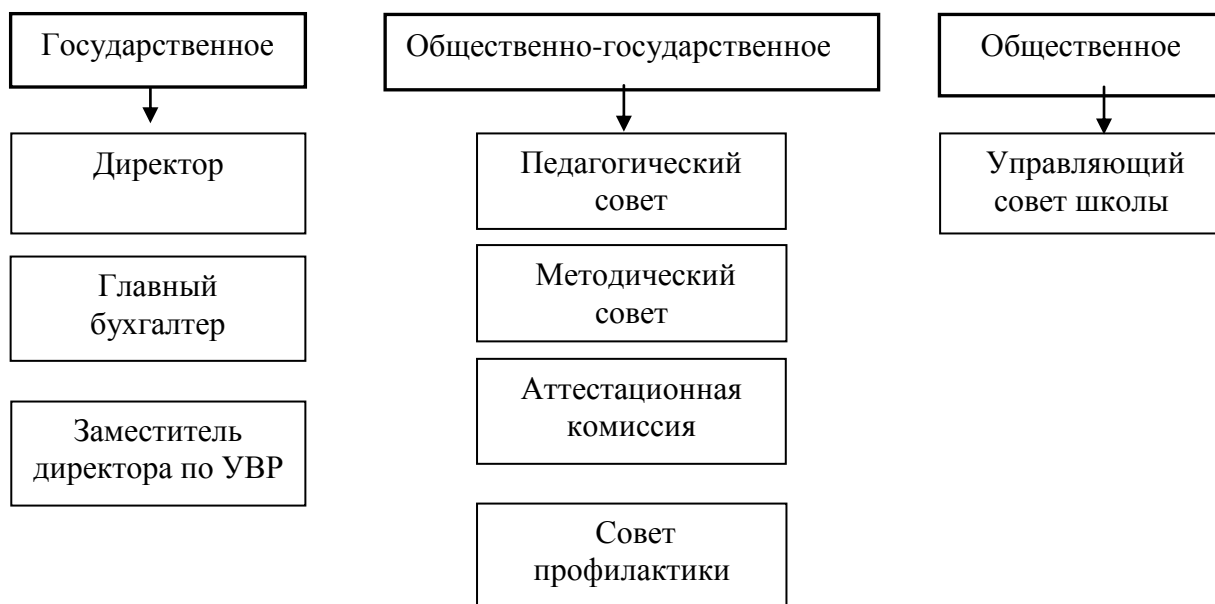 Государственное
Общественно-государственное
Общественное
Директор
Педагогический
совет
Управляющий
совет школы
Главный
бухгалтер
Методический
совет
Аттестационная
комиссия
Заместитель
директора по УВР
Совет
профилактики